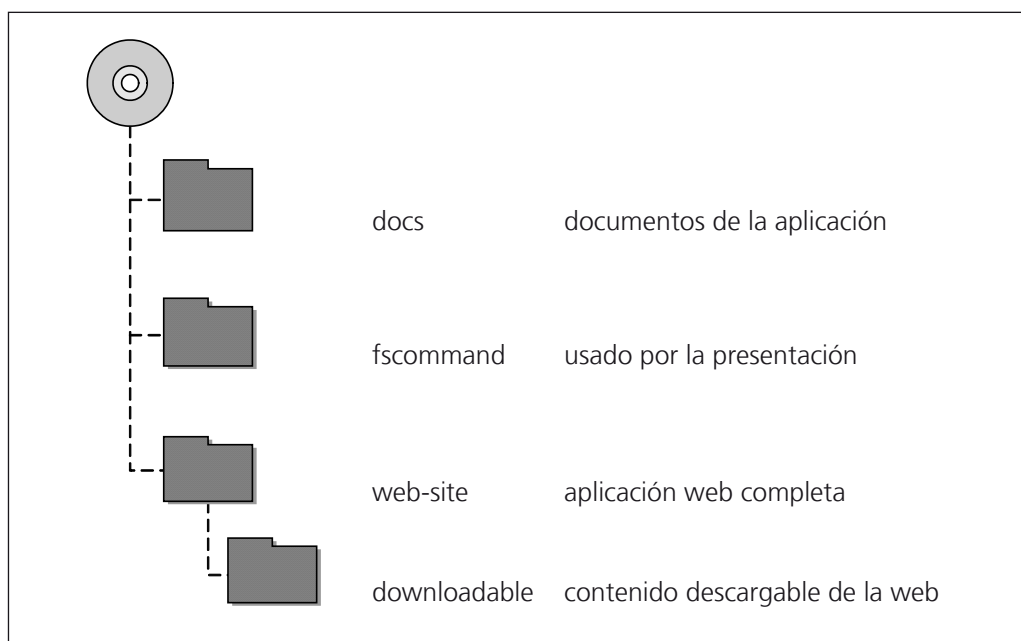 docs documentos de la aplicación
fscommand usado por la presentación
web-site aplicación web completa
downloadable contenido descargable de la web